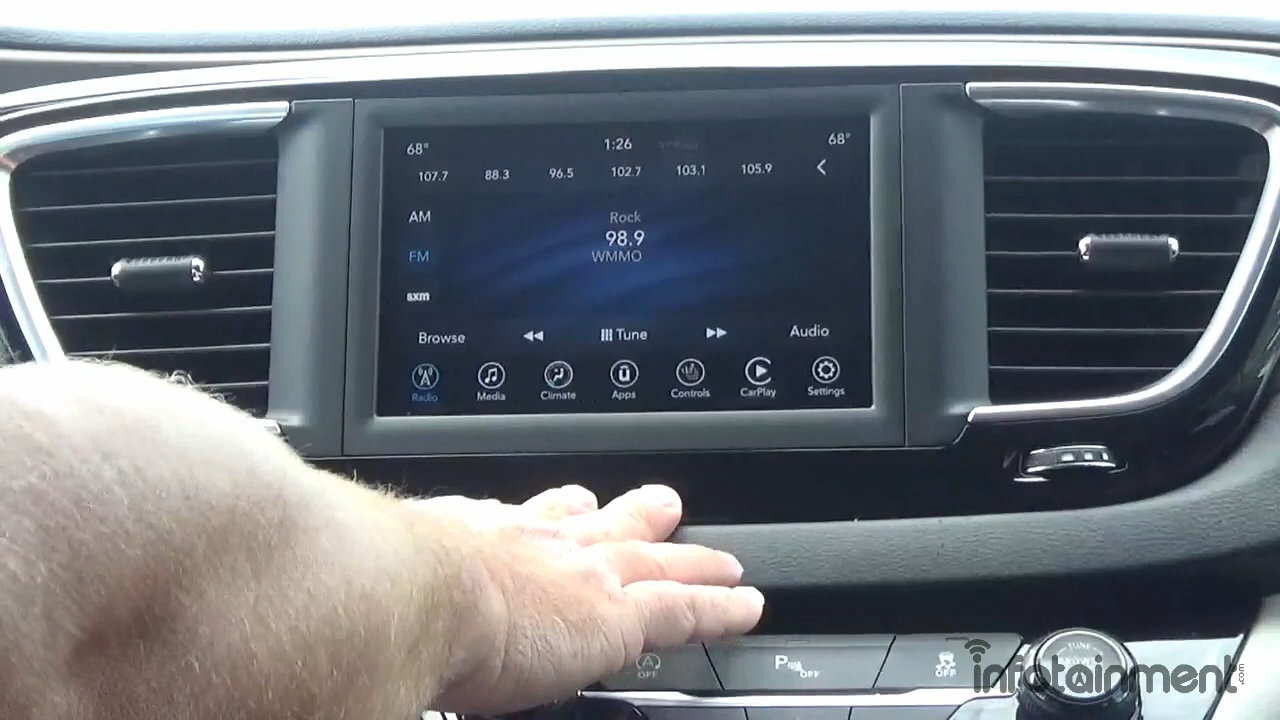 68° 1:26 68°
107.7 88.3 96.5 102.7 103.1 105.9
AM
Rock
98.9
FM
WMMO
sxm
Browse Tune Audio
Radio Media Climate Apps Controls CarPlay Settings
A OFF
P OFF
OFF
TUNE
BROWSE
infotainment.com